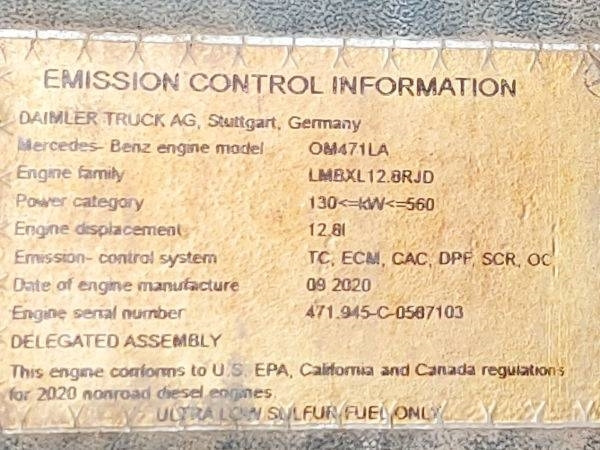 EMISSION CONTROL INFORMATION
DAIMLER TRUCK AG, Stuttgart, Germany
Mercedes- Benz engine model OM471LA
Engine family LMBXL12.8RJD
Power category 130<=kW<=560
Engine displacement 12.8l
Emission- control system TC, ECM, CAC, DPF, SCR, OC
Date of engine manufacture 09 2020
Engine serial number 471.945-C-0587103
DELEGATED ASSEMBLY
This engine conforms to U.S. EPA, California and Canada regulations
for 2020 nonroad diesel engines.
ULTRA LOW SULFUR FUEL ONLY